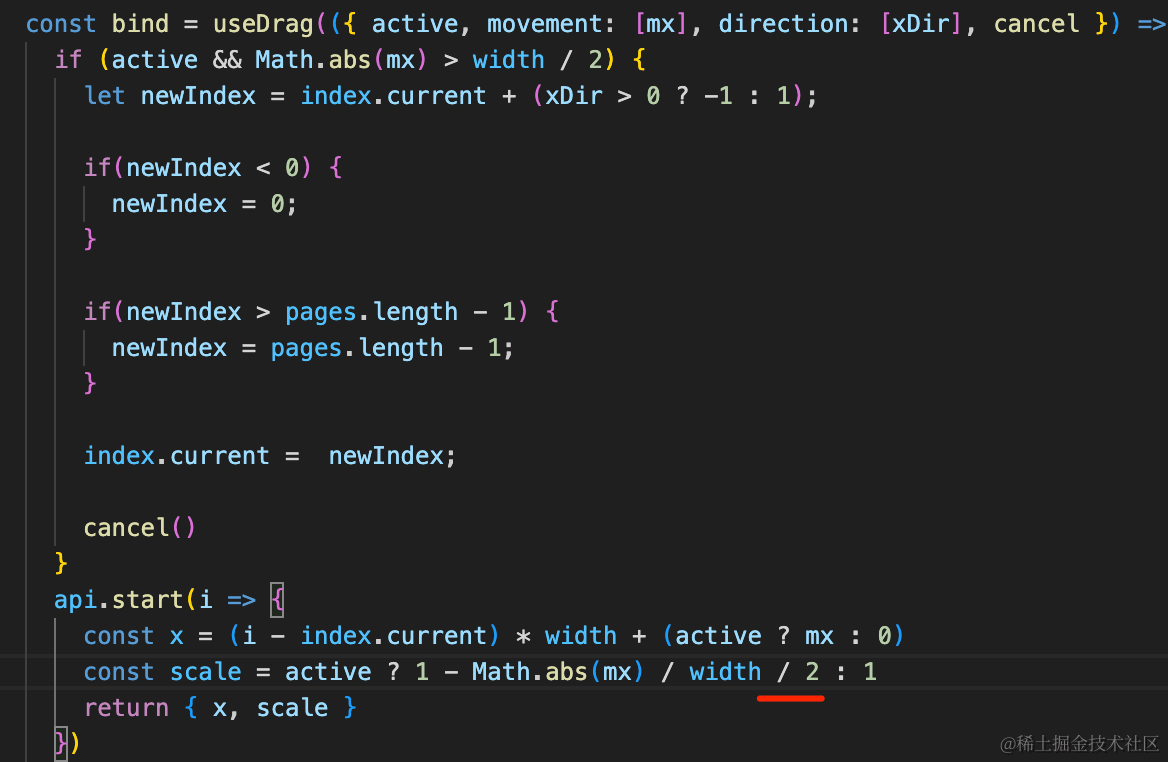 const bind = useDrag(({ active, movement: [mx], direction: [xDir], cancel }) =>
if (active && Math.abs(mx) > width / 2) {
let newIndex = index.current + (xDir > 0 ? -1 : 1);
if(newIndex < 0) {
newIndex = 0;
}
if(newIndex > pages.length - 1) {
newIndex = pages.length - 1;
}
index.current =  newIndex;
cancel()
}
api.start(i => {
const x = (i - index.current) * width + (active ? mx : 0)
const scale = active ? 1 - Math.abs(mx) / width / 2 : 1
return { x, scale }
})
@稀土掘金技术社区